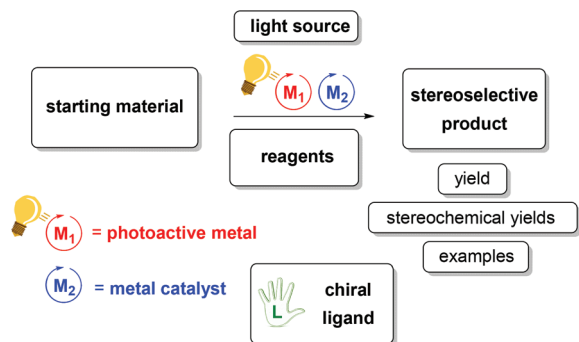 light source
starting material
M1 M2
stereoselective
product
reagents
yield
stereochemical yields
examples
M1 = photoactive metal
M2 = metal catalyst
L
chiral
ligand